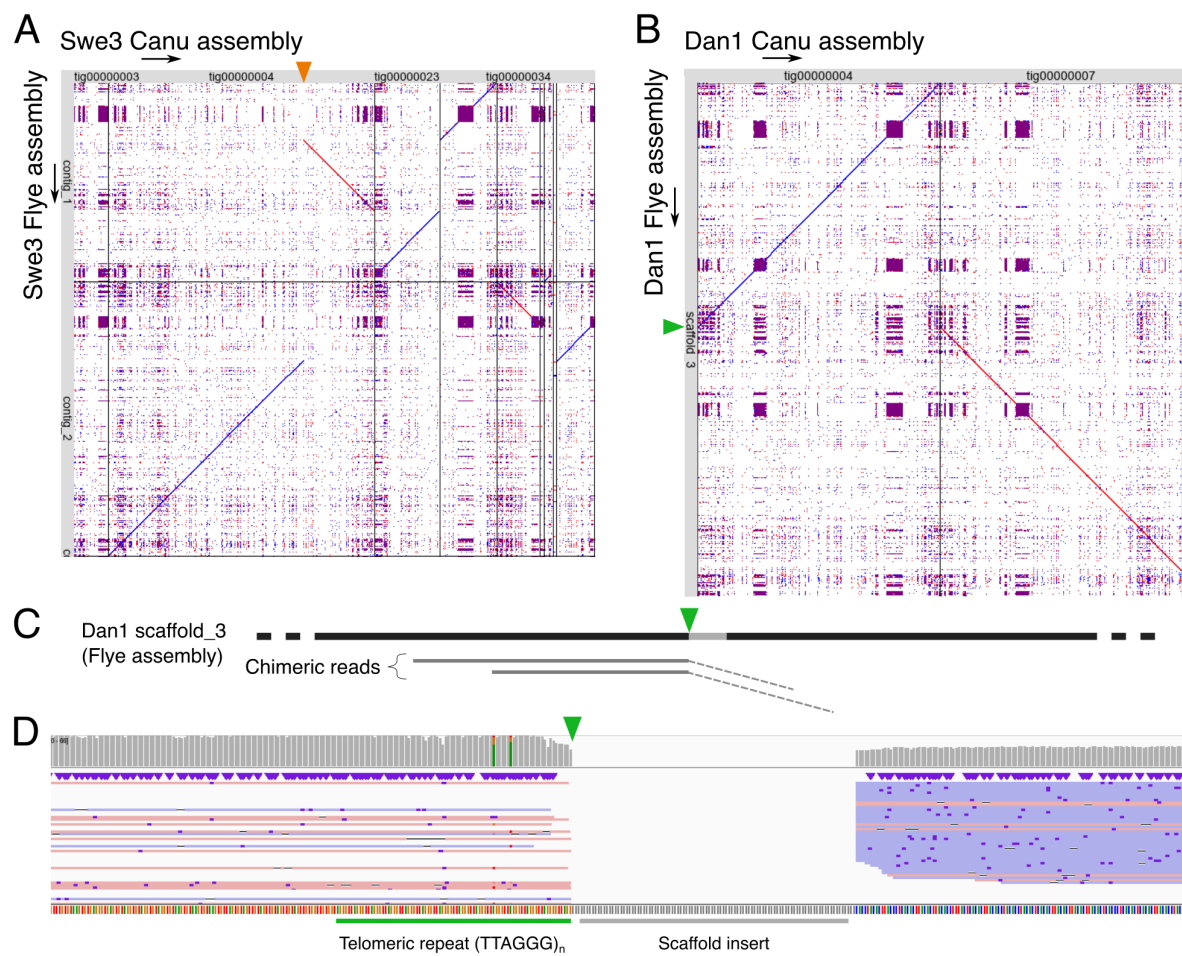 A
Swe3 Canu assembly
tig00000003
tig00000004
tig00000023
tig00000034
Swe3 Flye assembly
contig_1
contig_2
B
Dan1 Canu assembly
tig00000004
tig00000007
Dan1 Flye assembly
scaffold_3
C
Dan1 scaffold_3
(Flye assembly)
Chimeric reads
D
Telomeric repeat (TTAGGG)n
Scaffold insert